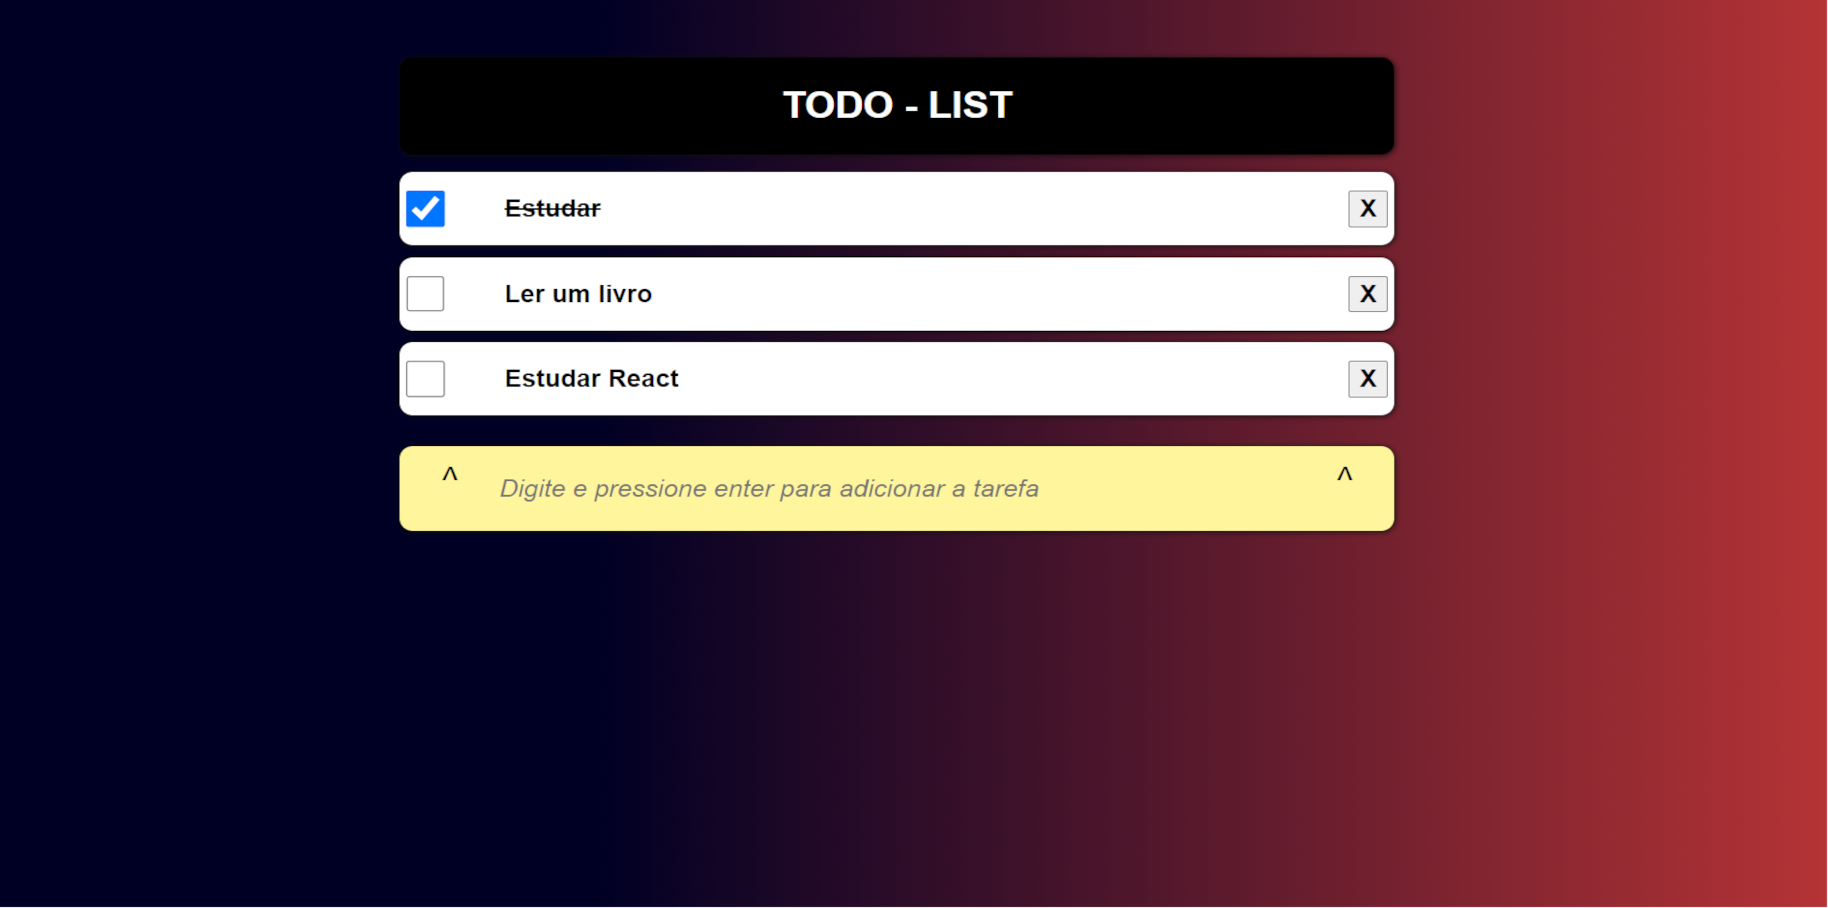 TODO - LIST
Estudar X
Ler um livro X
Estudar React X
^ Digite e pressione enter para adicionar a tarefa ^